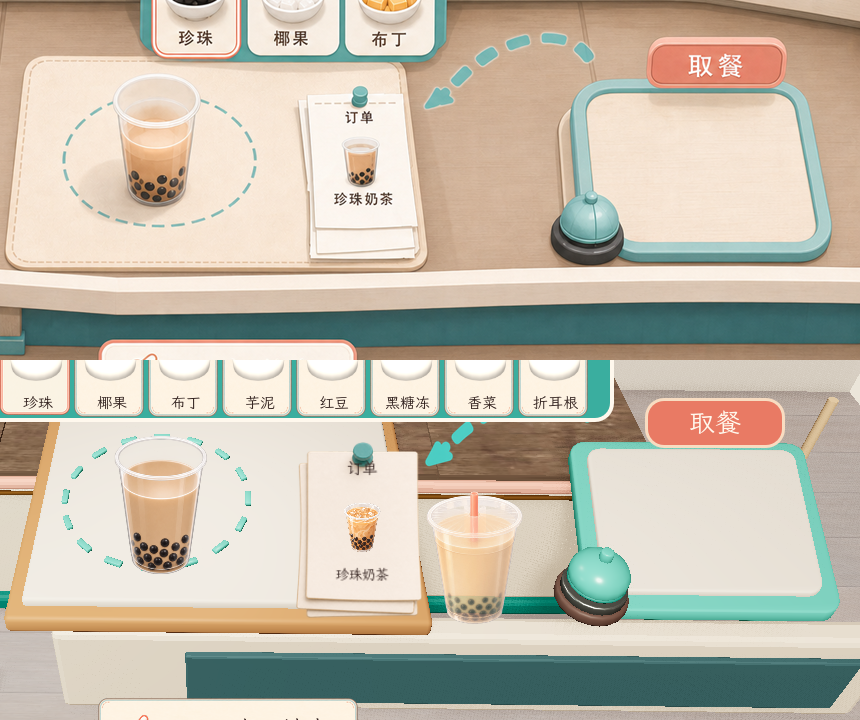 珍珠 椰果 布丁
取餐
订单
珍珠奶茶
珍珠 椰果 布丁 芋泥 红豆 黑糖冻 香菜 折耳根
取餐
订单
珍珠奶茶